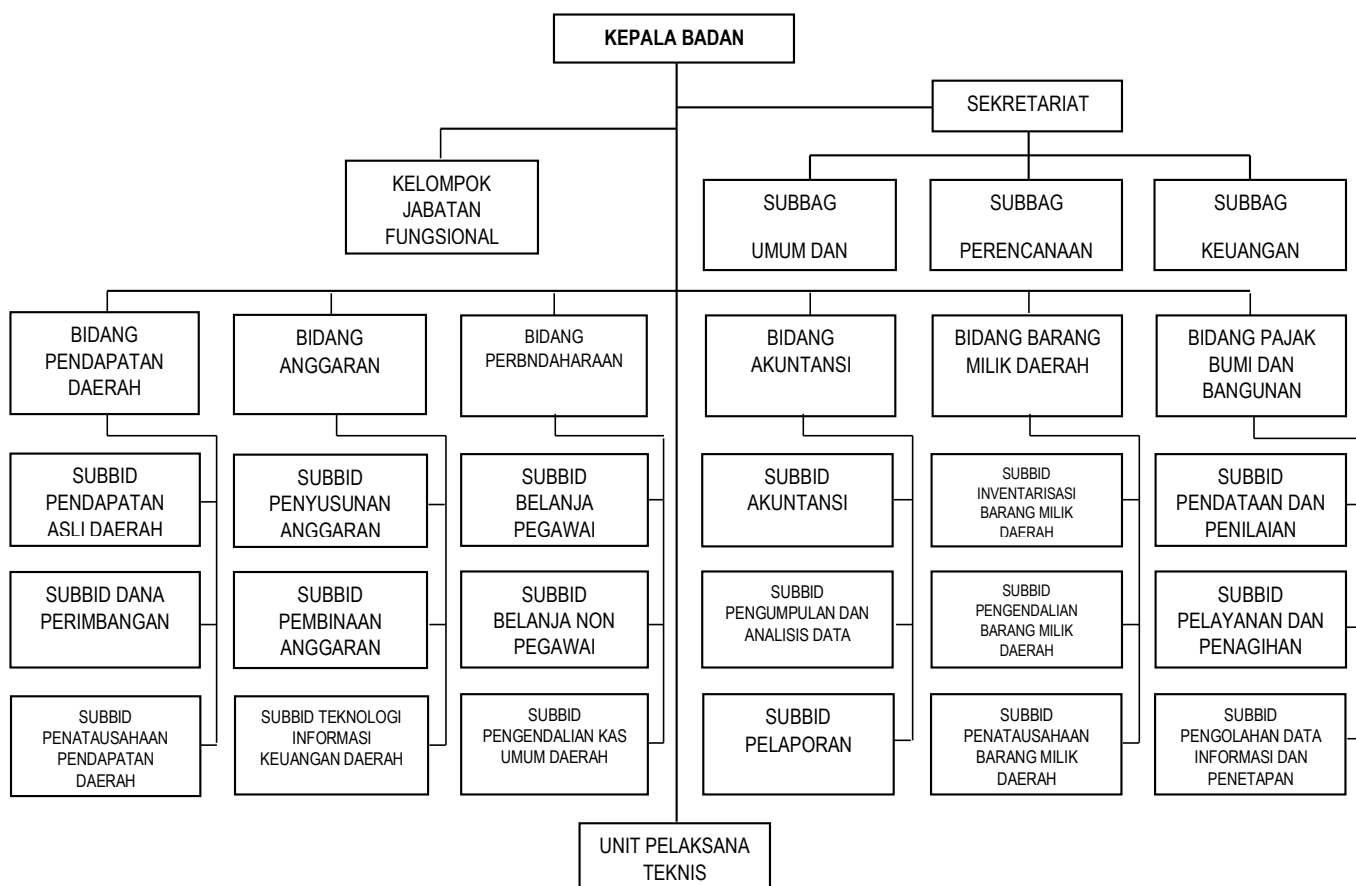 KEPALA BADAN
SEKRETARIAT
KELOMPOK
JABATAN
FUNGSIONAL
SUBBAG
UMUM DAN
SUBBAG
PERENCANAAN
SUBBAG
KEUANGAN
BIDANG
PENDAPATAN
DAERAH
BIDANG
ANGGARAN
BIDANG
PERBNDAHARAAN
BIDANG
AKUNTANSI
BIDANG BARANG
MILIK DAERAH
BIDANG PAJAK
BUMI DAN
BANGUNAN
SUBBID
PENDAPATAN
ASLI DAERAH
SUBBID
PENYUSUNAN
ANGGARAN
SUBBID
BELANJA
PEGAWAI
SUBBID
AKUNTANSI
SUBBID
INVENTARISASI
BARANG MILIK
DAERAH
SUBBID
PENDATAAN DAN
PENILAIAN
SUBBID DANA
PERIMBANGAN
SUBBID
PEMBINAAN
ANGGARAN
SUBBID
BELANJA NON
PEGAWAI
SUBBID
PENGUMPULAN DAN
ANALISIS DATA
SUBBID
PENGENDALIAN
BARANG MILIK
DAERAH
SUBBID
PELAYANAN DAN
PENAGIHAN
SUBBID
PENATAUSAHAAN
PENDAPATAN
DAERAH
SUBBID TEKNOLOGI
INFORMASI
KEUANGAN DAERAH
SUBBID
PENGENDALIAN KAS
UMUM DAERAH
SUBBID
PELAPORAN
SUBBID
PENATAUSAHAAN
BARANG MILIK
DAERAH
SUBBID
PENGOLAHAN DATA
INFORMASI DAN
PENETAPAN
UNIT PELAKSANA
TEKNIS